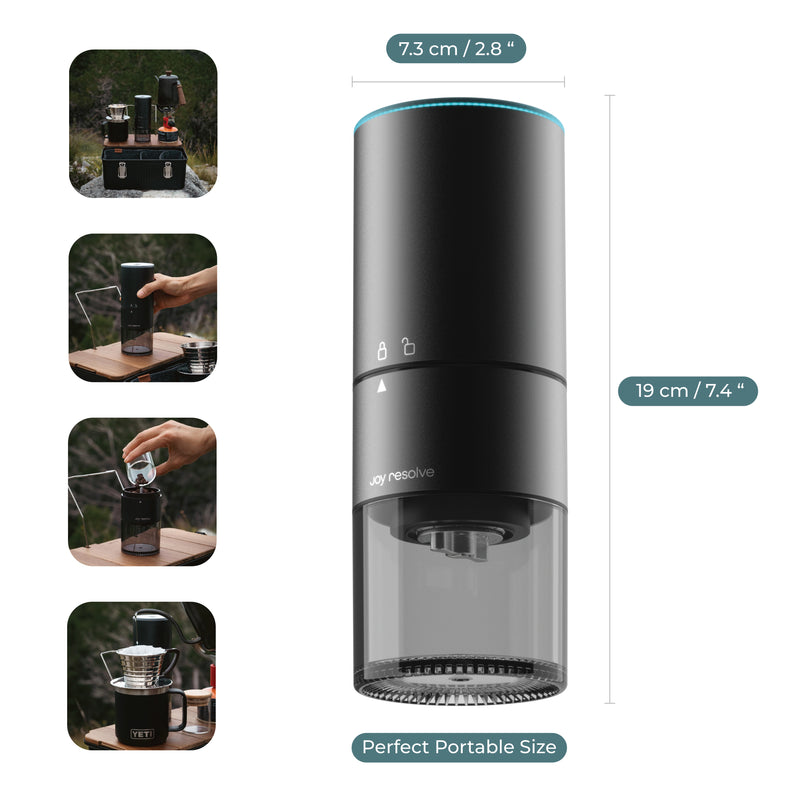 7.3 cm / 2.8 “
19 cm / 7.4 “
Joy resolve
YETI
Perfect Portable Size